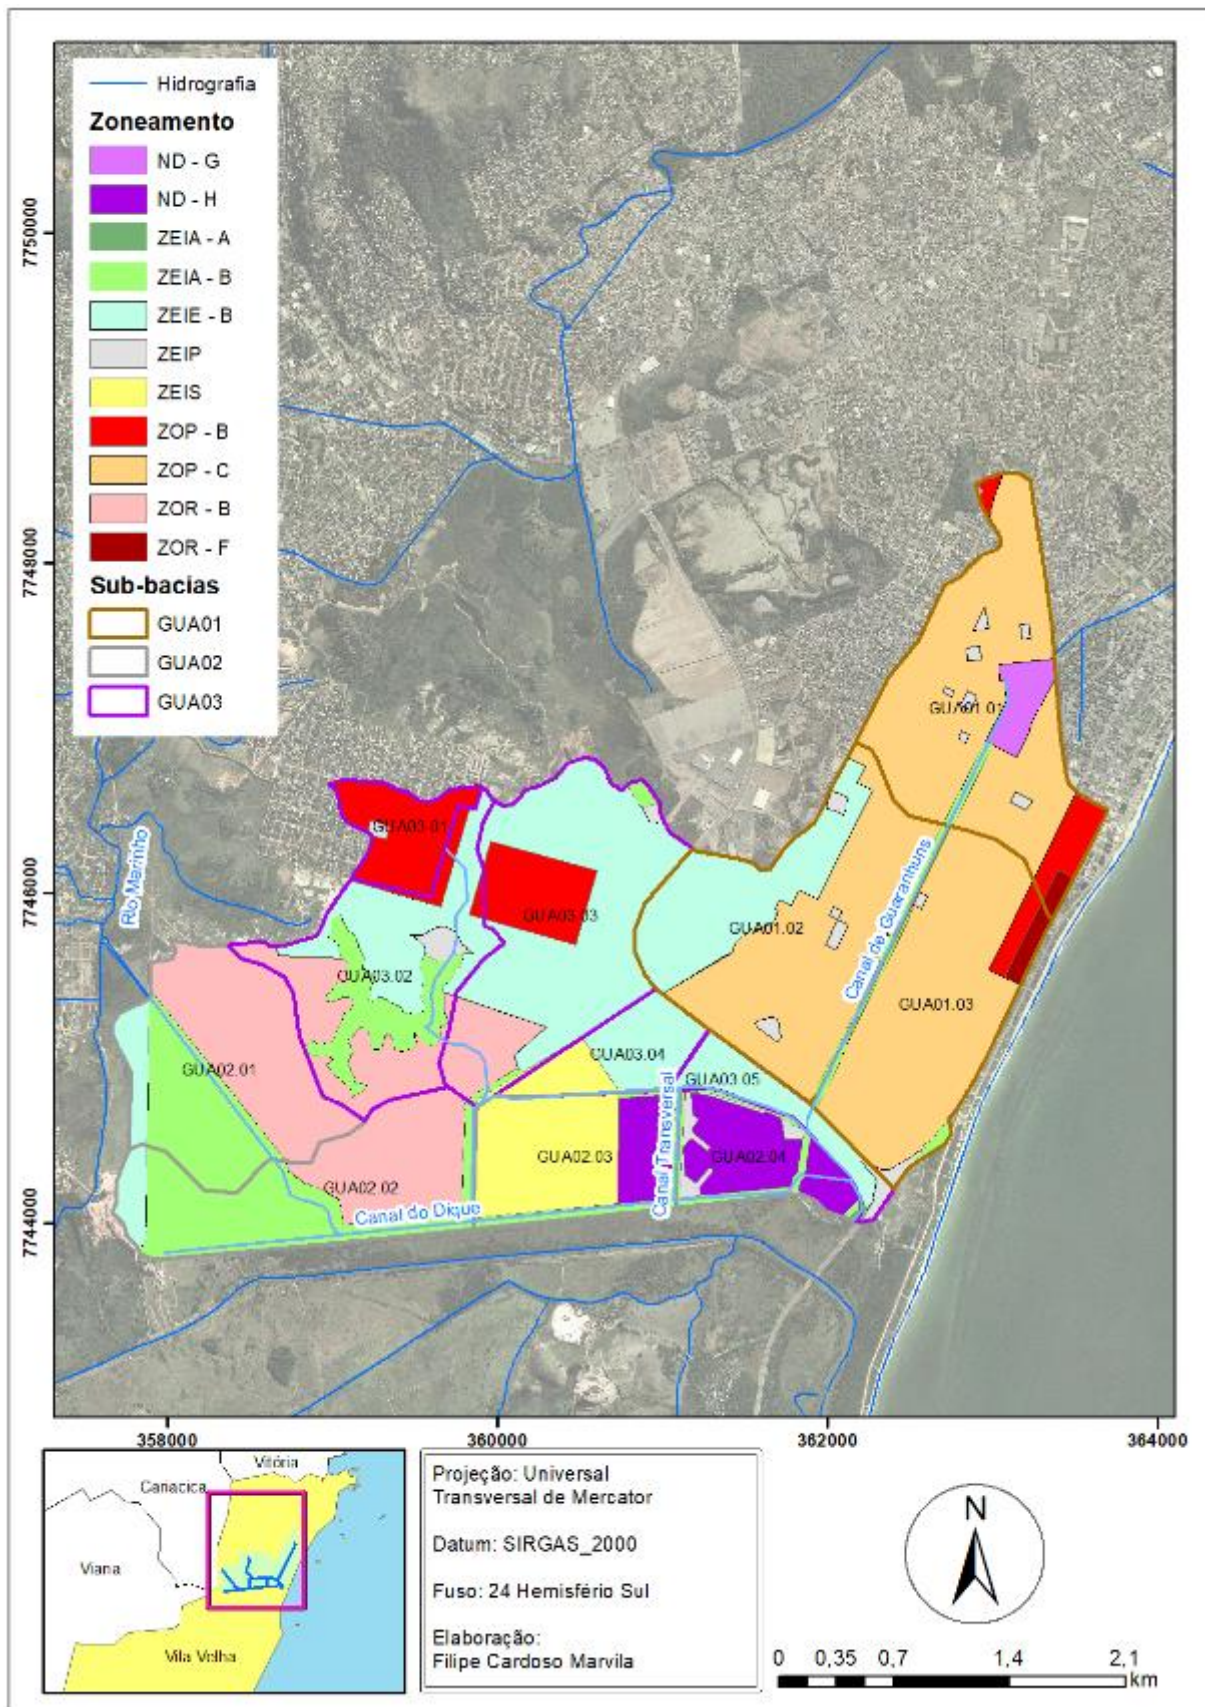 Hidrografia
Zoneamento
ND - G
ND - H
ZEIA - A
ZEIA - B
ZEIE - B
ZEIP
ZEIS
ZOP - B
ZOP - C
ZOR - B
ZOR - F
Sub-bacias
GUA01
GUA02
GUA03
7750000
7748000
7746000
7744000
GUA01.01
GUA03.01
Rio Marinho
GUA03.03
GUA01.02
Canal de Guaranhuns
GUA03.02
GUA01.03
GUA02.01
GUA03.04
GUA03.05
Canal Transversal
GUA02.03
GUA02.04
GUA02.02
Canal do Dique
358000
360000
362000
364000
Vitória
Cariacica
Viana
Vila Velha
Projeção: Universal
Transversal de Mercator
Datum: SIRGAS_2000
Fuso: 24 Hemisfério Sul
Elaboração:
Filipe Cardoso Marvila
N
0 0,35 0,7 1,4 2,1
km